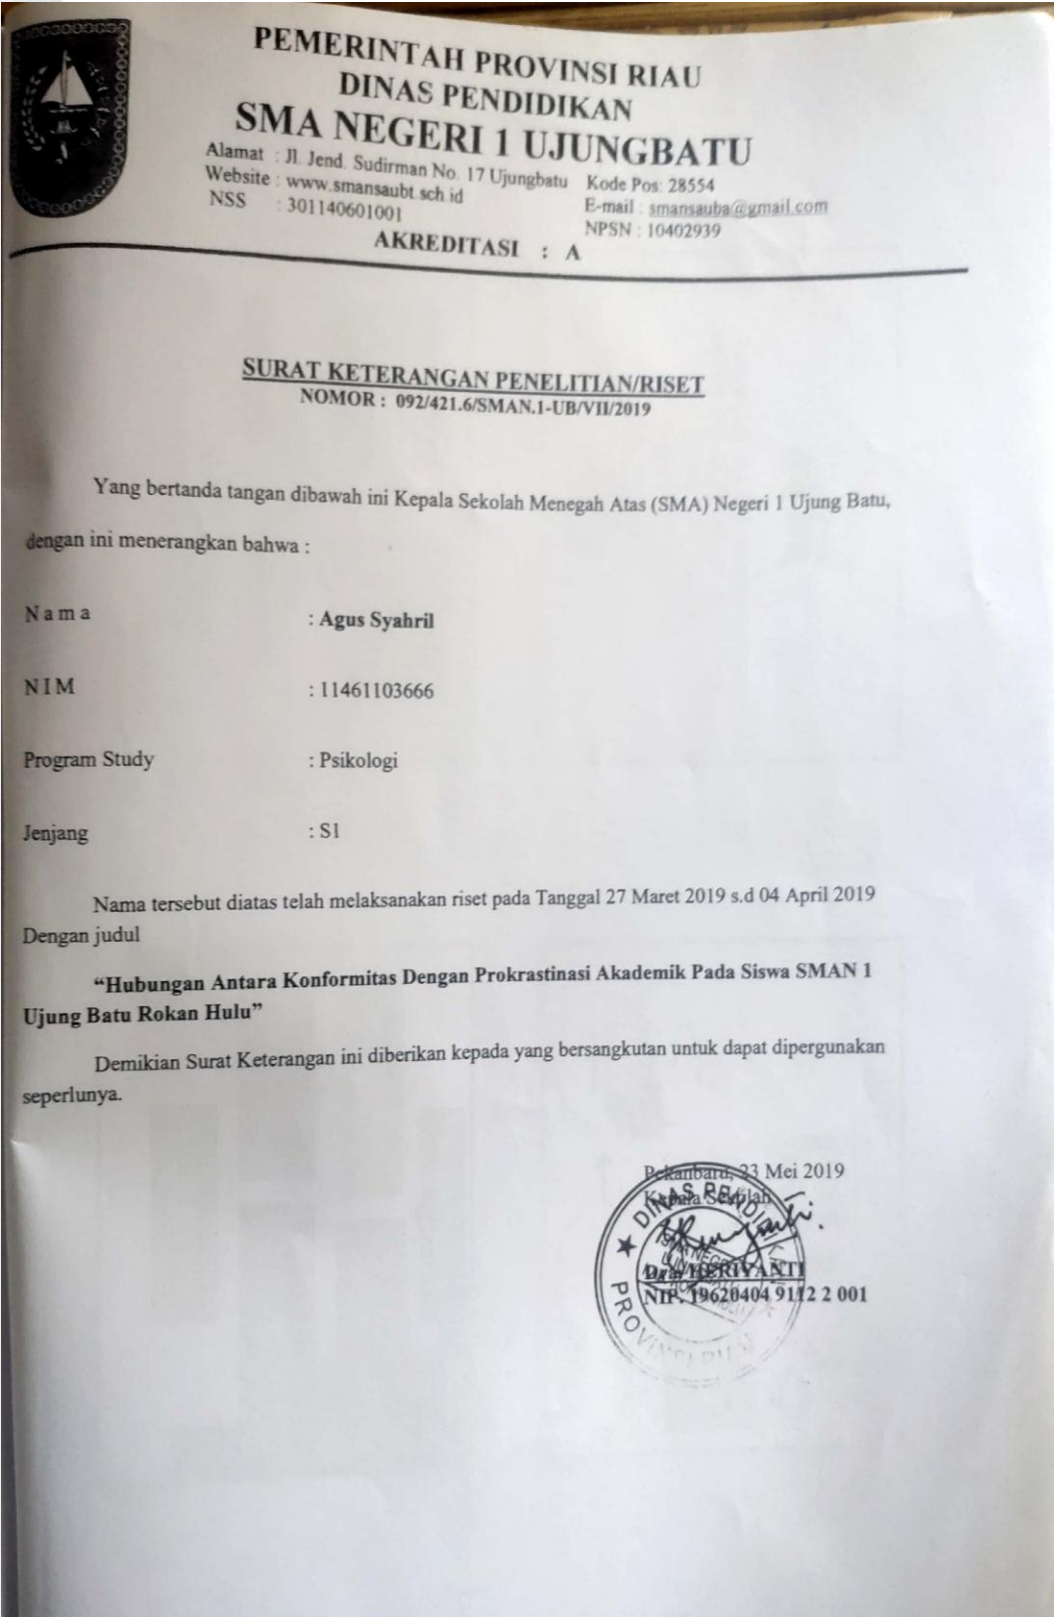 PEMERINTAH PROVINSI RIAU
DINAS PENDIDIKAN
SMA NEGERI 1 UJUNGBATU
Alamat : Jl. Jend. Sudirman No. 17 Ujungbatu Kode Pos: 28554
Website : www.smansaubt.sch.id E-mail : smansauba@gmail.com
NSS : 301140601001 NPSN : 10402939
AKREDITASI : A
SURAT KETERANGAN PENELITIAN/RISET
NOMOR : 092/421.6/SMAN.1-UB/VII/2019
Yang bertanda tangan dibawah ini Kepala Sekolah Menegah Atas (SMA) Negeri 1 Ujung Batu,
dengan ini menerangkan bahwa :
N a m a : Agus Syahril
N I M : 11461103666
Program Study : Psikologi
Jenjang : S1
Nama tersebut diatas telah melaksanakan riset pada Tanggal 27 Maret 2019 s.d 04 April 2019
Dengan judul
“Hubungan Antara Konformitas Dengan Prokrastinasi Akademik Pada Siswa SMAN 1
Ujung Batu Rokan Hulu”
Demikian Surat Keterangan ini diberikan kepada yang bersangkutan untuk dapat dipergunakan
seperlunya.
Pekanbaru, 23 Mei 2019
Kepala Sekolah
DINAS PENDIDIKAN
PROVINSI RIAU
HERIYANTI
NIP. 19620404 9112 2 001